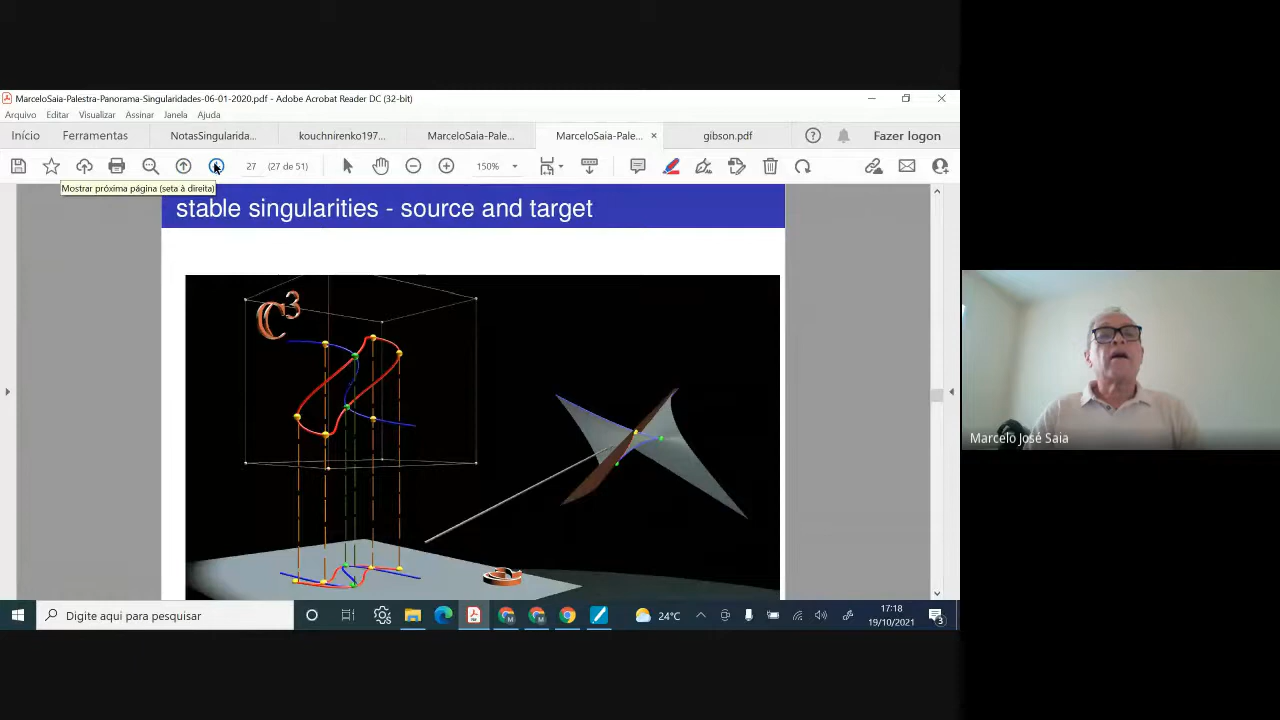 MarceloSaia-Palestra-Panorama-Singularidades-06-01-2020.pdf - Adobe Acrobat Reader DC (32-bit)
Arquivo Editar Visualizar Assinar Janela Ajuda
Início Ferramentas NotasSingularida... kouchnirenko197... MarceloSaia-Pale... MarceloSaia-Pale... × gibson.pdf Fazer logon
27 (27 de 51) 150%
Mostrar próxima página (seta à direita)
stable singularities - source and target
C3
Marcelo José Saia
Digite aqui para pesquisar
24°C
17:18
19/10/2021
3